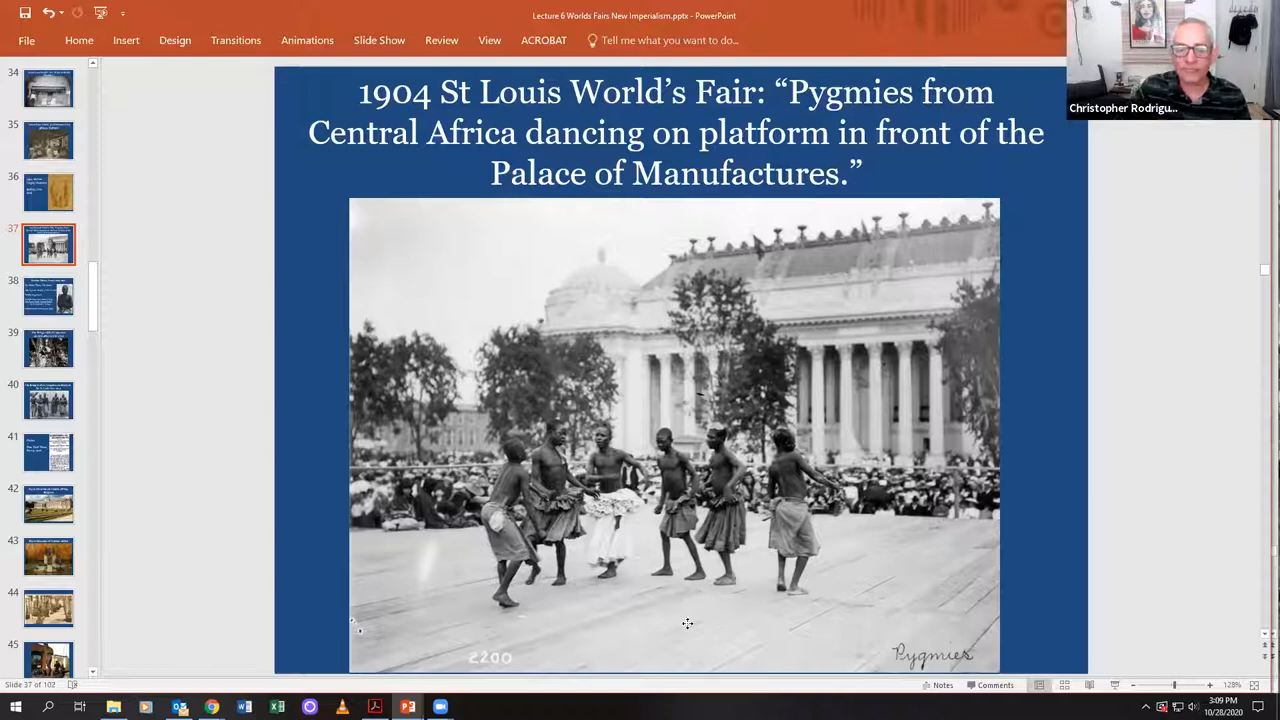 Lecture 6 Worlds Fairs New Imperialism.pptx - PowerPoint
File Home Insert Design Transitions Animations Slide Show Review View ACROBAT Tell me what you want to do...
Christopher Rodrigu...
1904 St Louis World's Fair: “Pygmies from
Central Africa dancing on platform in front of the
Palace of Manufactures.”
34
35
36
37
38
39
40
41
42
43
44
45
2200
Pygmies
Slide 37 of 102
Notes Comments 128%
3:09 PM
10/28/2020